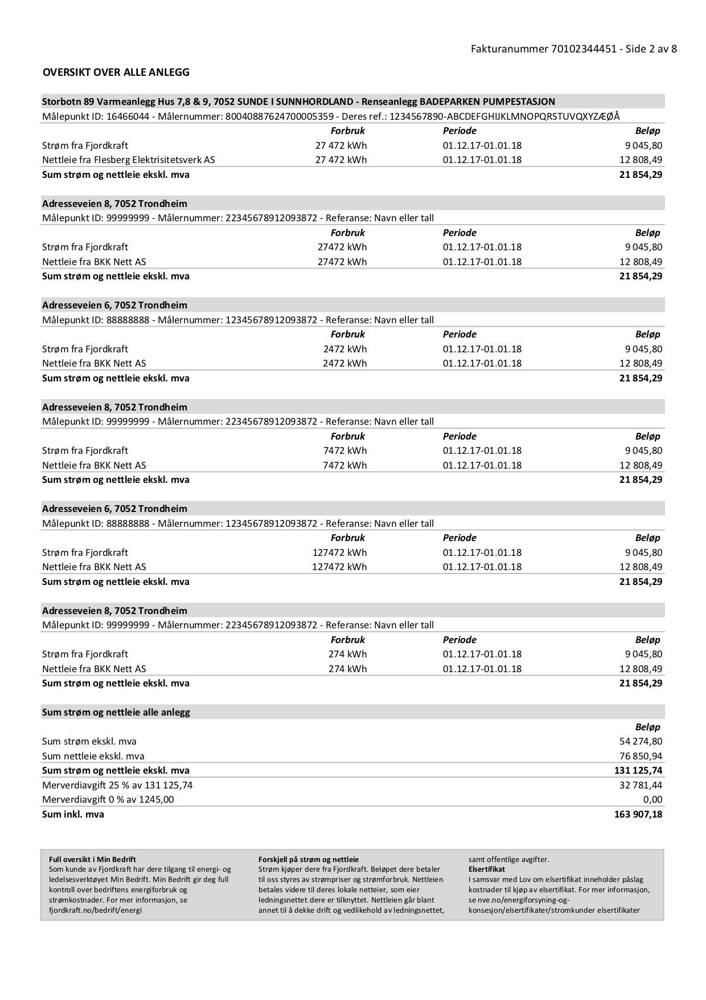 Fakturanummer 70102344451 - Side 2 av 8
OVERSIKT OVER ALLE ANLEGG
Storbotn 89 Varmeanlegg Hus 7,8 & 9, 7052 SUNDE I SUNNHORDLAND - Renseanlegg BADEPARKEN PUMPESTASJON
Målepunkt ID: 16466044 - Målernummer: 80040887624700005359 - Deres ref.: 1234567890-ABCDEFGHIJKLMNOPQRSTUVQXYZÆØÅ
Forbruk Periode Beløp
Strøm fra Fjordkraft 27 472 kWh 01.12.17-01.01.18 9 045,80
Nettleie fra Flesberg Elektrisitetsverk AS 27 472 kWh 01.12.17-01.01.18 12 808,49
Sum strøm og nettleie ekskl. mva 21 854,29
Adresseveien 8, 7052 Trondheim
Målepunkt ID: 99999999 - Målernummer: 22345678912093872 - Referanse: Navn eller tall
Forbruk Periode Beløp
Strøm fra Fjordkraft 27472 kWh 01.12.17-01.01.18 9 045,80
Nettleie fra BKK Nett AS 27472 kWh 01.12.17-01.01.18 12 808,49
Sum strøm og nettleie ekskl. mva 21 854,29
Adresseveien 6, 7052 Trondheim
Målepunkt ID: 88888888 - Målernummer: 12345678912093872 - Referanse: Navn eller tall
Forbruk Periode Beløp
Strøm fra Fjordkraft 2472 kWh 01.12.17-01.01.18 9 045,80
Nettleie fra BKK Nett AS 2472 kWh 01.12.17-01.01.18 12 808,49
Sum strøm og nettleie ekskl. mva 21 854,29
Adresseveien 8, 7052 Trondheim
Målepunkt ID: 99999999 - Målernummer: 22345678912093872 - Referanse: Navn eller tall
Forbruk Periode Beløp
Strøm fra Fjordkraft 7472 kWh 01.12.17-01.01.18 9 045,80
Nettleie fra BKK Nett AS 7472 kWh 01.12.17-01.01.18 12 808,49
Sum strøm og nettleie ekskl. mva 21 854,29
Adresseveien 6, 7052 Trondheim
Målepunkt ID: 88888888 - Målernummer: 12345678912093872 - Referanse: Navn eller tall
Forbruk Periode Beløp
Strøm fra Fjordkraft 127472 kWh 01.12.17-01.01.18 9 045,80
Nettleie fra BKK Nett AS 127472 kWh 01.12.17-01.01.18 12 808,49
Sum strøm og nettleie ekskl. mva 21 854,29
Adresseveien 8, 7052 Trondheim
Målepunkt ID: 99999999 - Målernummer: 22345678912093872 - Referanse: Navn eller tall
Forbruk Periode Beløp
Strøm fra Fjordkraft 274 kWh 01.12.17-01.01.18 9 045,80
Nettleie fra BKK Nett AS 274 kWh 01.12.17-01.01.18 12 808,49
Sum strøm og nettleie ekskl. mva 21 854,29
Sum strøm og nettleie alle anlegg
Beløp
Sum strøm ekskl. mva 54 274,80
Sum nettleie ekskl. mva 76 850,94
Sum strøm og nettleie ekskl. mva 131 125,74
Merverdiavgift 25 % av 131 125,74 32 781,44
Merverdiavgift 0 % av 1245,00 0,00
Sum inkl. mva 163 907,18
Full oversikt i Min Bedrift
Som kunde av Fjordkraft har dere tilgang til energi- og
ledelsesverktøyet Min Bedrift. Min Bedrift gir deg full
kontroll over bedriftens energiforbruk og
strømkostnader. For mer informasjon, se
fjordkraft.no/bedrift/energi
Forskjell på strøm og nettleie
Strøm kjøper dere fra Fjordkraft. Beløpet dere betaler
til oss styres av strømpriser og strømforbruk. Nettleien
betales videre til deres lokale netteier, som eier
ledningsnettet dere er tilknyttet. Nettleien går blant
annet til å dekke drift og vedlikehold av ledningsnettet,
samt offentlige avgifter.
Elsertifikat
I samsvar med Lov om elsertifikat inneholder påslag
kostnader til kjøp av elsertifikat. For mer informasjon,
se nve.no/energiforsyning-og-
konsesjon/elsertifikater/stromkunder elsertifikater